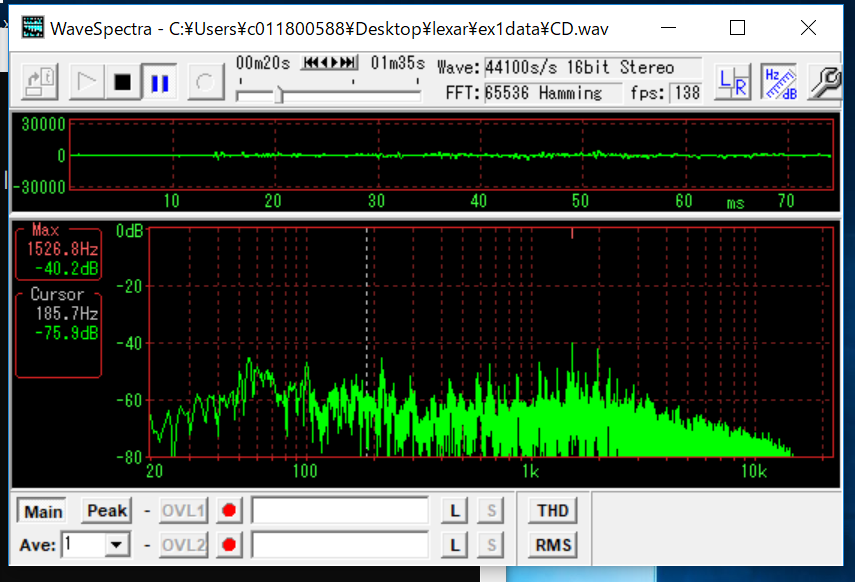 WaveSpectra - C:¥Users¥c011800588¥Desktop¥lexar¥ex1data¥CD.wav
00m20s 01m35s Wave: 44100s/s 16bit Stereo
FFT: 65536 Hamming fps: 138
L R Hz dB
30000
0
-30000
10 20 30 40 50 60 ms 70
Max
1526.8Hz
-40.2dB
Cursor
185.7Hz
-75.9dB
0dB
-20
-40
-60
-80
20 100 1k 10k
Main Peak - OVL1 L S THD
Ave: 1 - OVL2 L S RMS